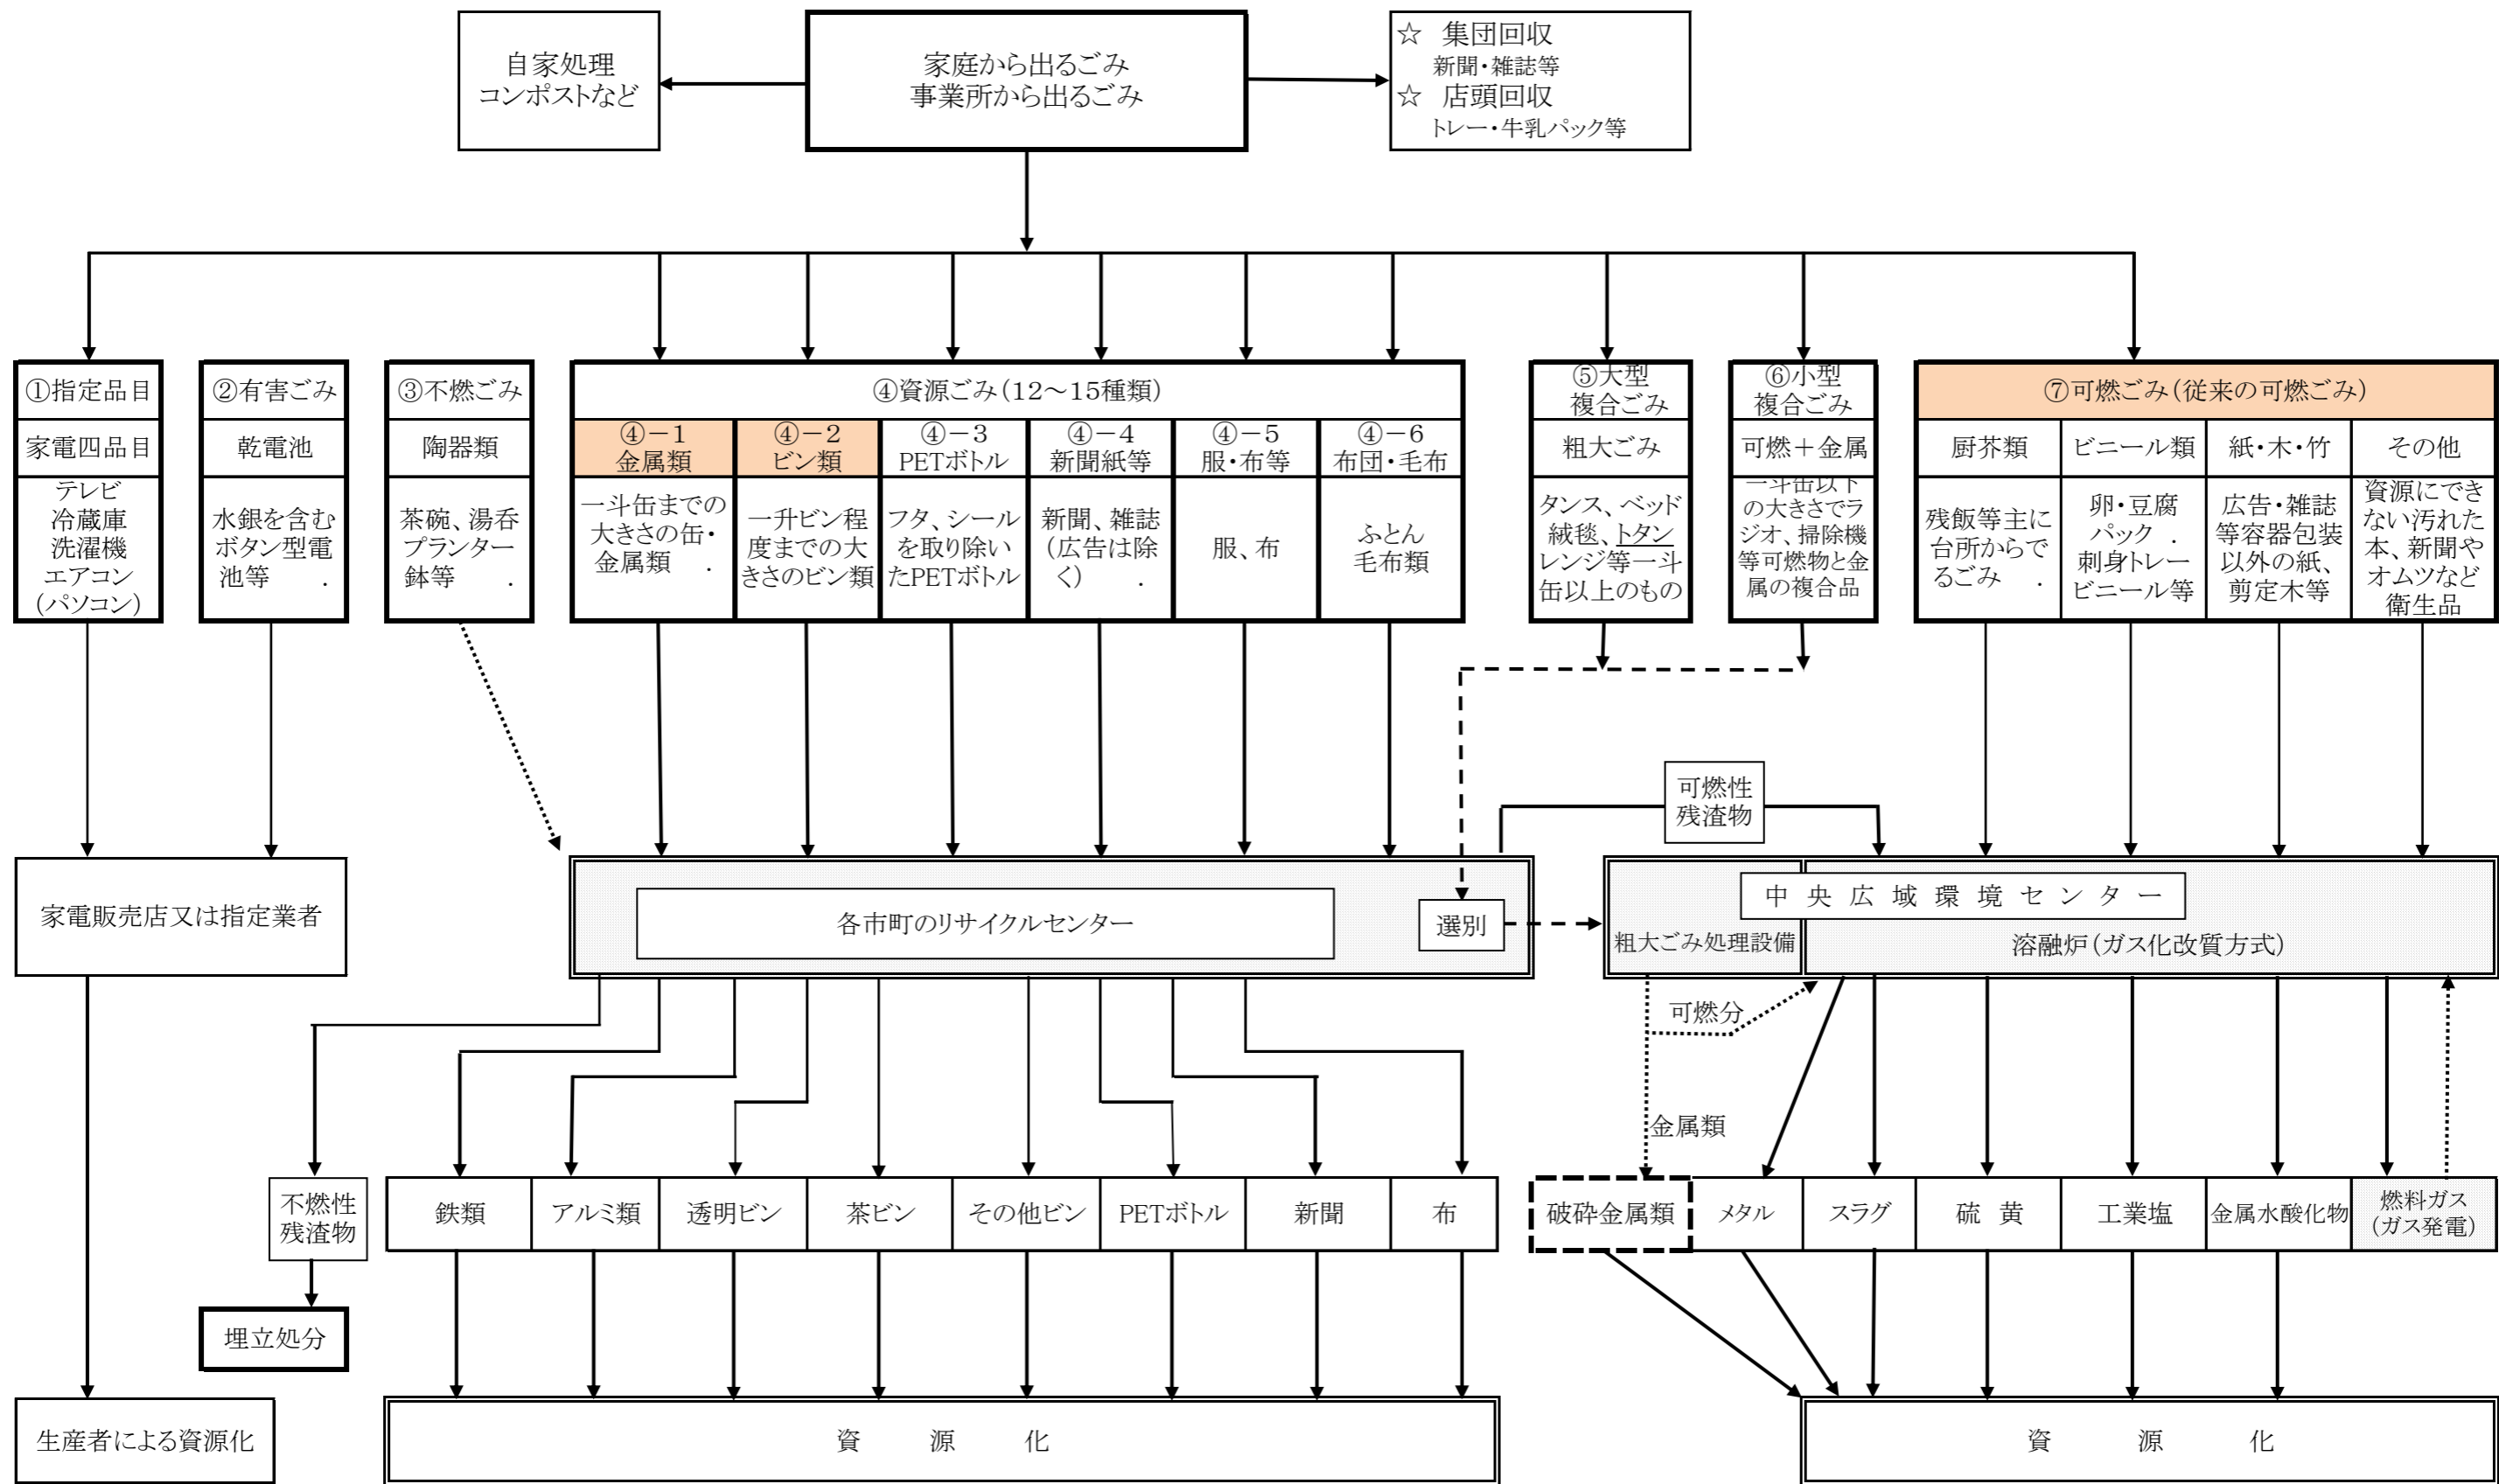 自家処理
コンポストなど
家庭から出るごみ
事業所から出るごみ
☆ 集団回収
新聞・雑誌等
☆ 店頭回収
トレー・牛乳パック等
①指定品目
家電四品目
テレビ
冷蔵庫
洗濯機
エアコン
(パソコン)
②有害ごみ
乾電池
水銀を含む
ボタン型電
池等 .
③不燃ごみ
陶器類
茶碗、湯呑
プランター
鉢等 .
④資源ごみ(12~15種類)
④-1
金属類
一斗缶までの
大きさの缶・
金属類 .
④-2
ビン類
一升ビン程
度までの大
きさのビン類
④-3
PETボトル
フタ、シール
を取り除い
たPETボトル
④-4
新聞紙等
新聞、雑誌
(広告は除
く) .
④-5
服・布等
服、布
④-6
布団・毛布
ふとん
毛布類
⑤大型
複合ごみ
粗大ごみ
タンス、ベッド
絨毯、トタン
レンジ等一斗
缶以上のもの
⑥小型
複合ごみ
可燃+金属
一斗缶以下
の大きさでラ
ジオ、掃除機
等可燃物と金
属の複合品
⑦可燃ごみ(従来の可燃ごみ)
厨芥類
残飯等主に
台所からで
るごみ .
ビニール類
卵・豆腐
パック .
刺身トレー
ビニール等
紙・木・竹
広告・雑誌
等容器包装
以外の紙、
剪定木等
その他
資源にでき
ない汚れた
本、新聞や
オムツなど
衛生品
可燃性
残渣物
家電販売店又は指定業者
各市町のリサイクルセンター
選別
中央広域環境センター
粗大ごみ処理設備
溶融炉(ガス化改質方式)
可燃分
金属類
不燃性
残渣物
鉄類
アルミ類
透明ビン
茶ビン
その他ビン
PETボトル
新聞
布
破砕金属類
メタル
スラグ
硫 黄
工業塩
金属水酸化物
燃料ガス
(ガス発電)
埋立処分
生産者による資源化
資 源 化
資 源 化